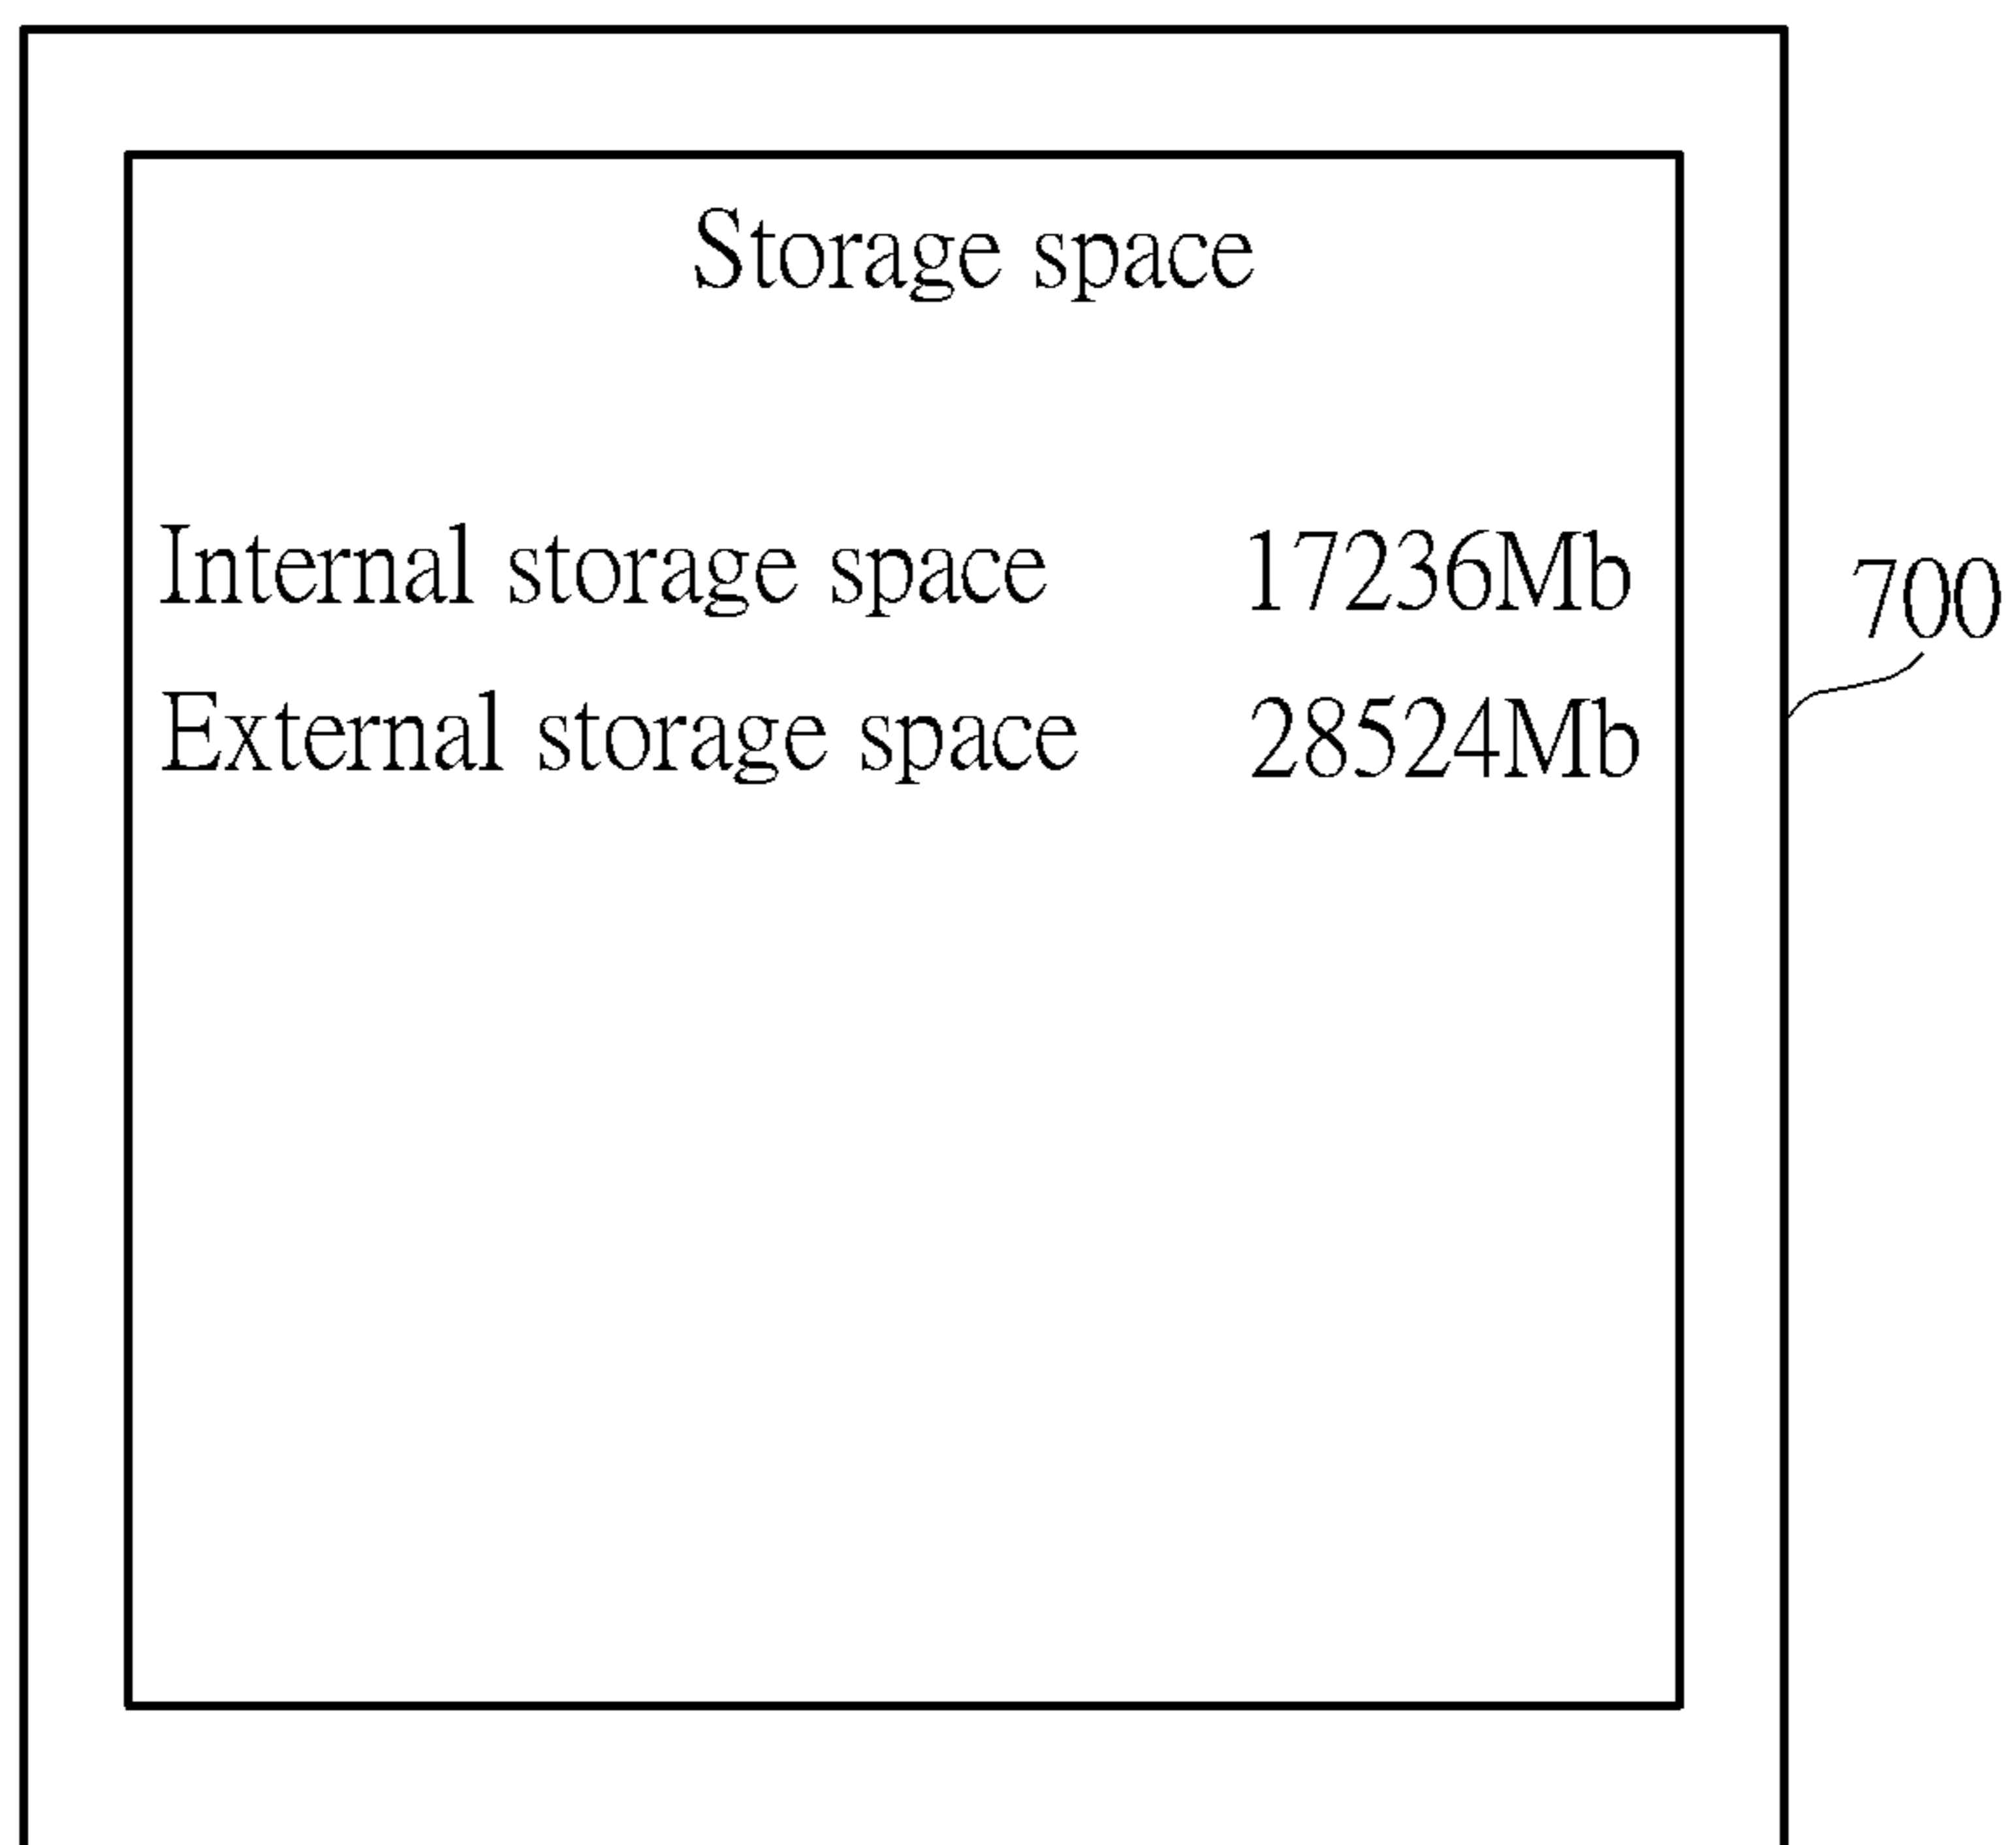 Storage space
Internal storage space 17236Mb
External storage space 28524Mb
700